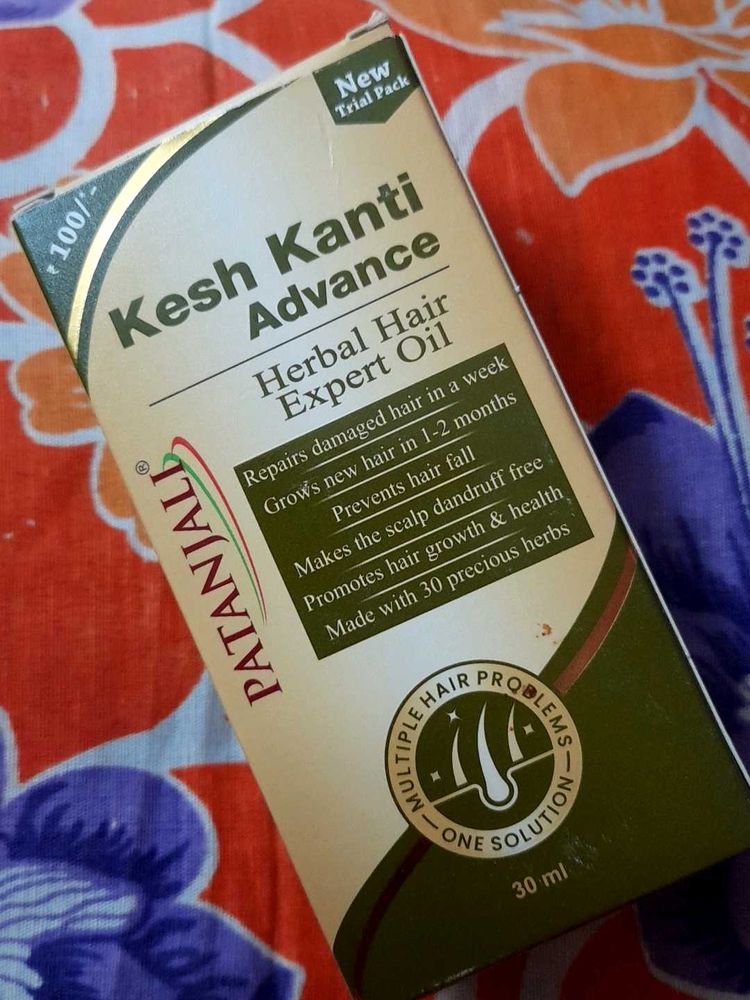 New
Trial Pack
₹ 100/-
Kesh Kanti
Advance
Herbal Hair
Expert Oil
Repairs damaged hair in a week
Grows new hair in 1-2 months
Prevents hair fall
Makes the scalp dandruff free
Promotes hair growth & health
Made with 30 precious herbs
PATANJALI®
MULTIPLE HAIR PROBLEMS
ONE SOLUTION
30 ml